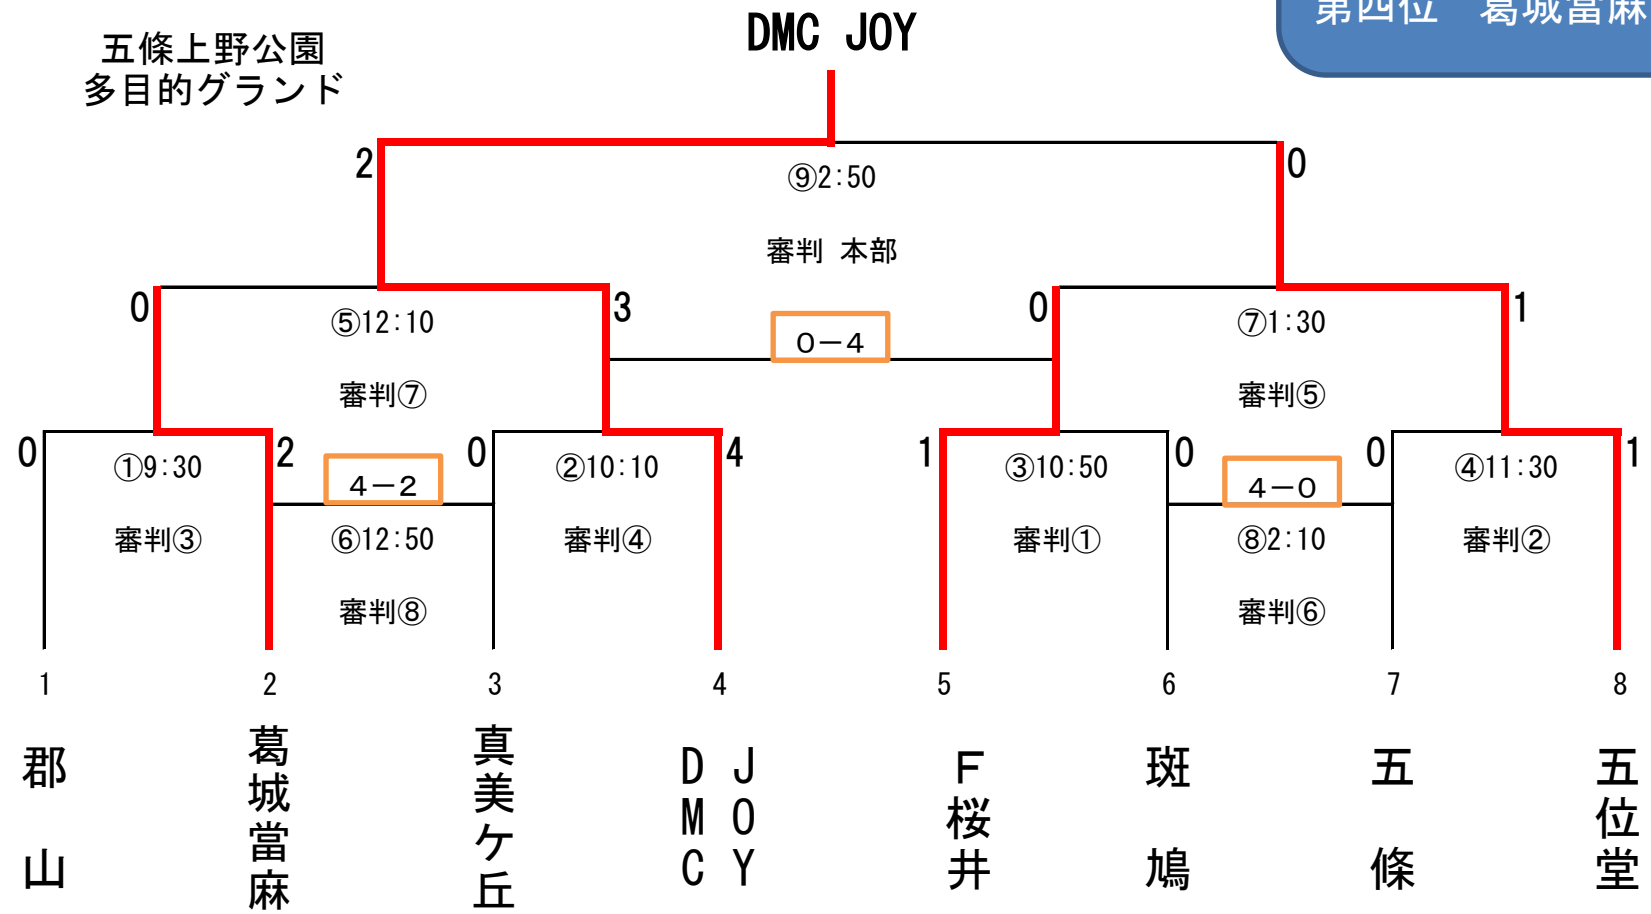 第四位　葛城當麻
DMC JOY
五條上野公園
多目的グランド
2
0
⑨2:50
審判 本部
0
3
0
1
⑤12:10
0－4
⑦1:30
審判⑦
審判⑤
0
2
0
4
1
0
0
1
①9:30
4－2
②10:10
③10:50
4－0
④11:30
審判③
⑥12:50
審判④
審判①
⑧2:10
審判②
審判⑧
審判⑥
1
2
3
4
5
6
7
8
郡山
葛城當麻
真美ケ丘
DMC
JOY
F桜井
斑鳩
五條
五位堂